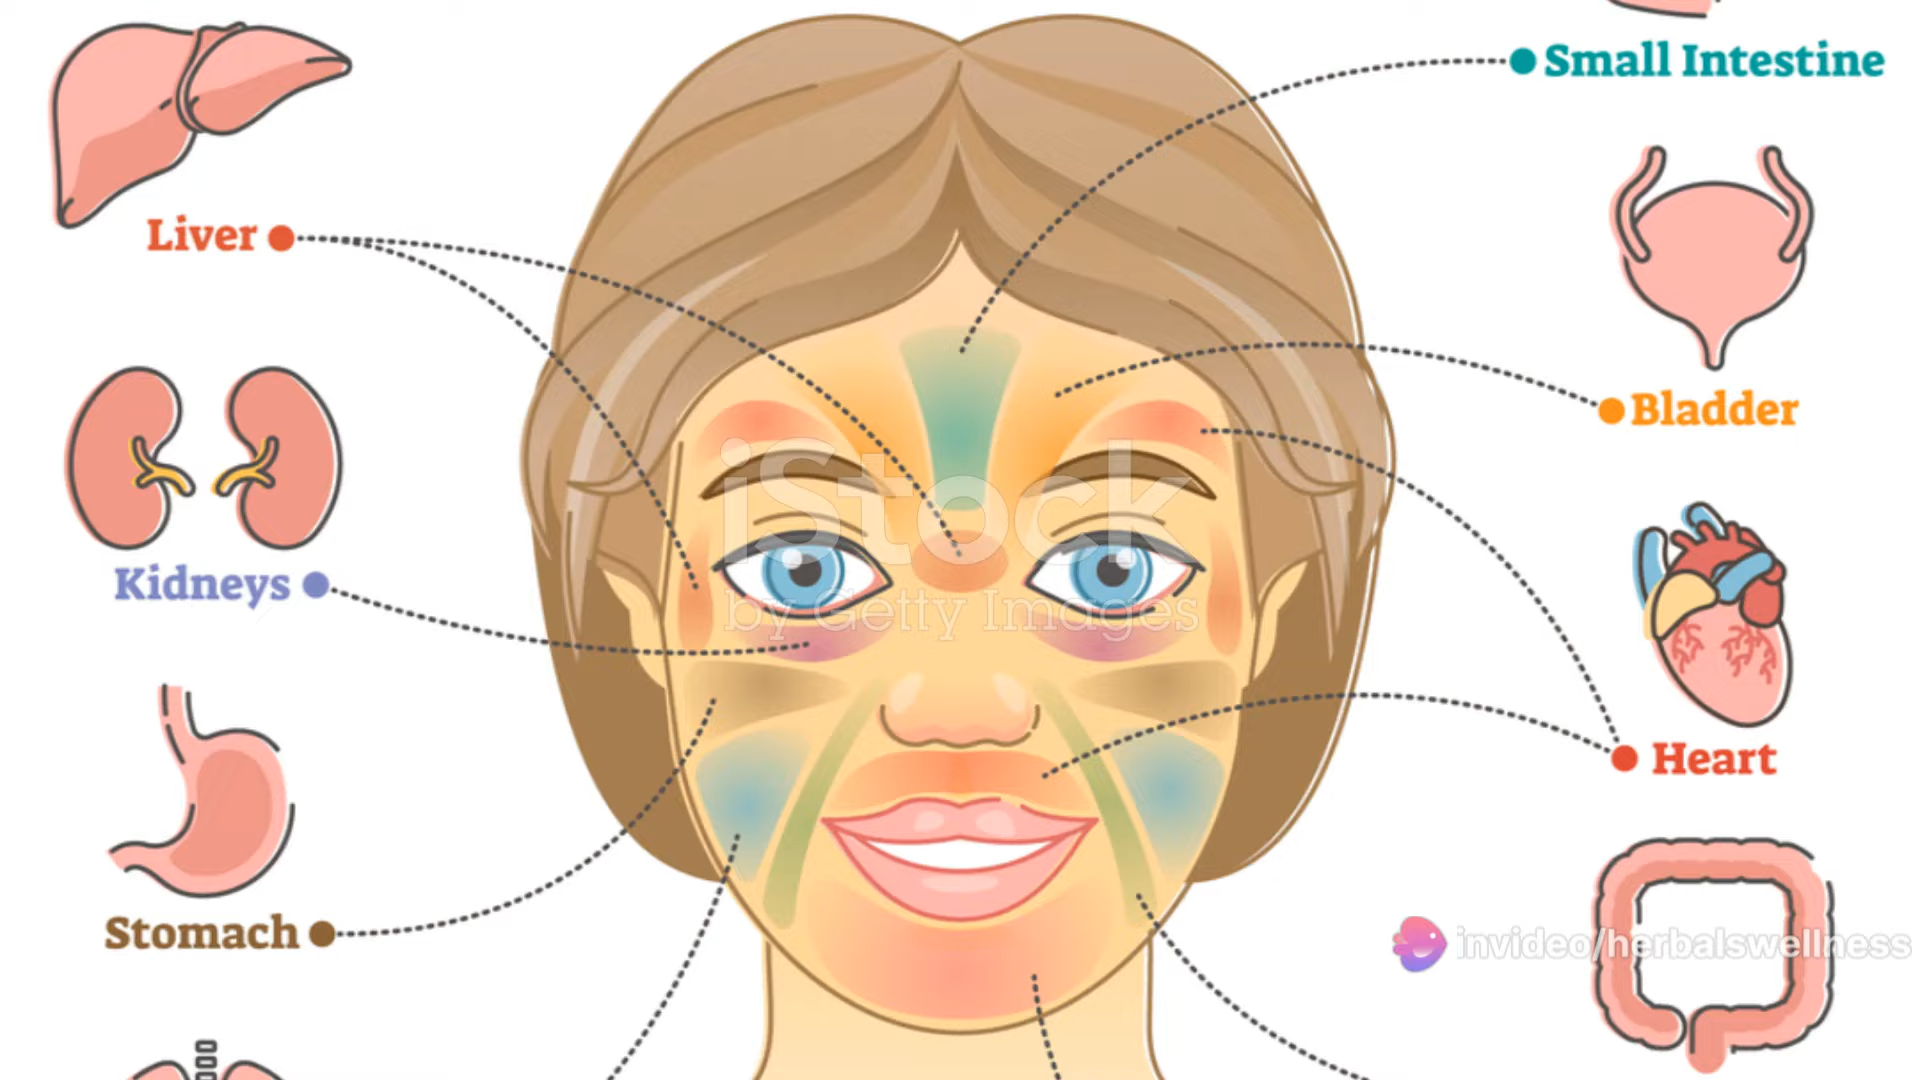 Small Intestine
Liver
Bladder
iStock
by Getty Images
Kidneys
Heart
Stomach
invideo/herbalswellness